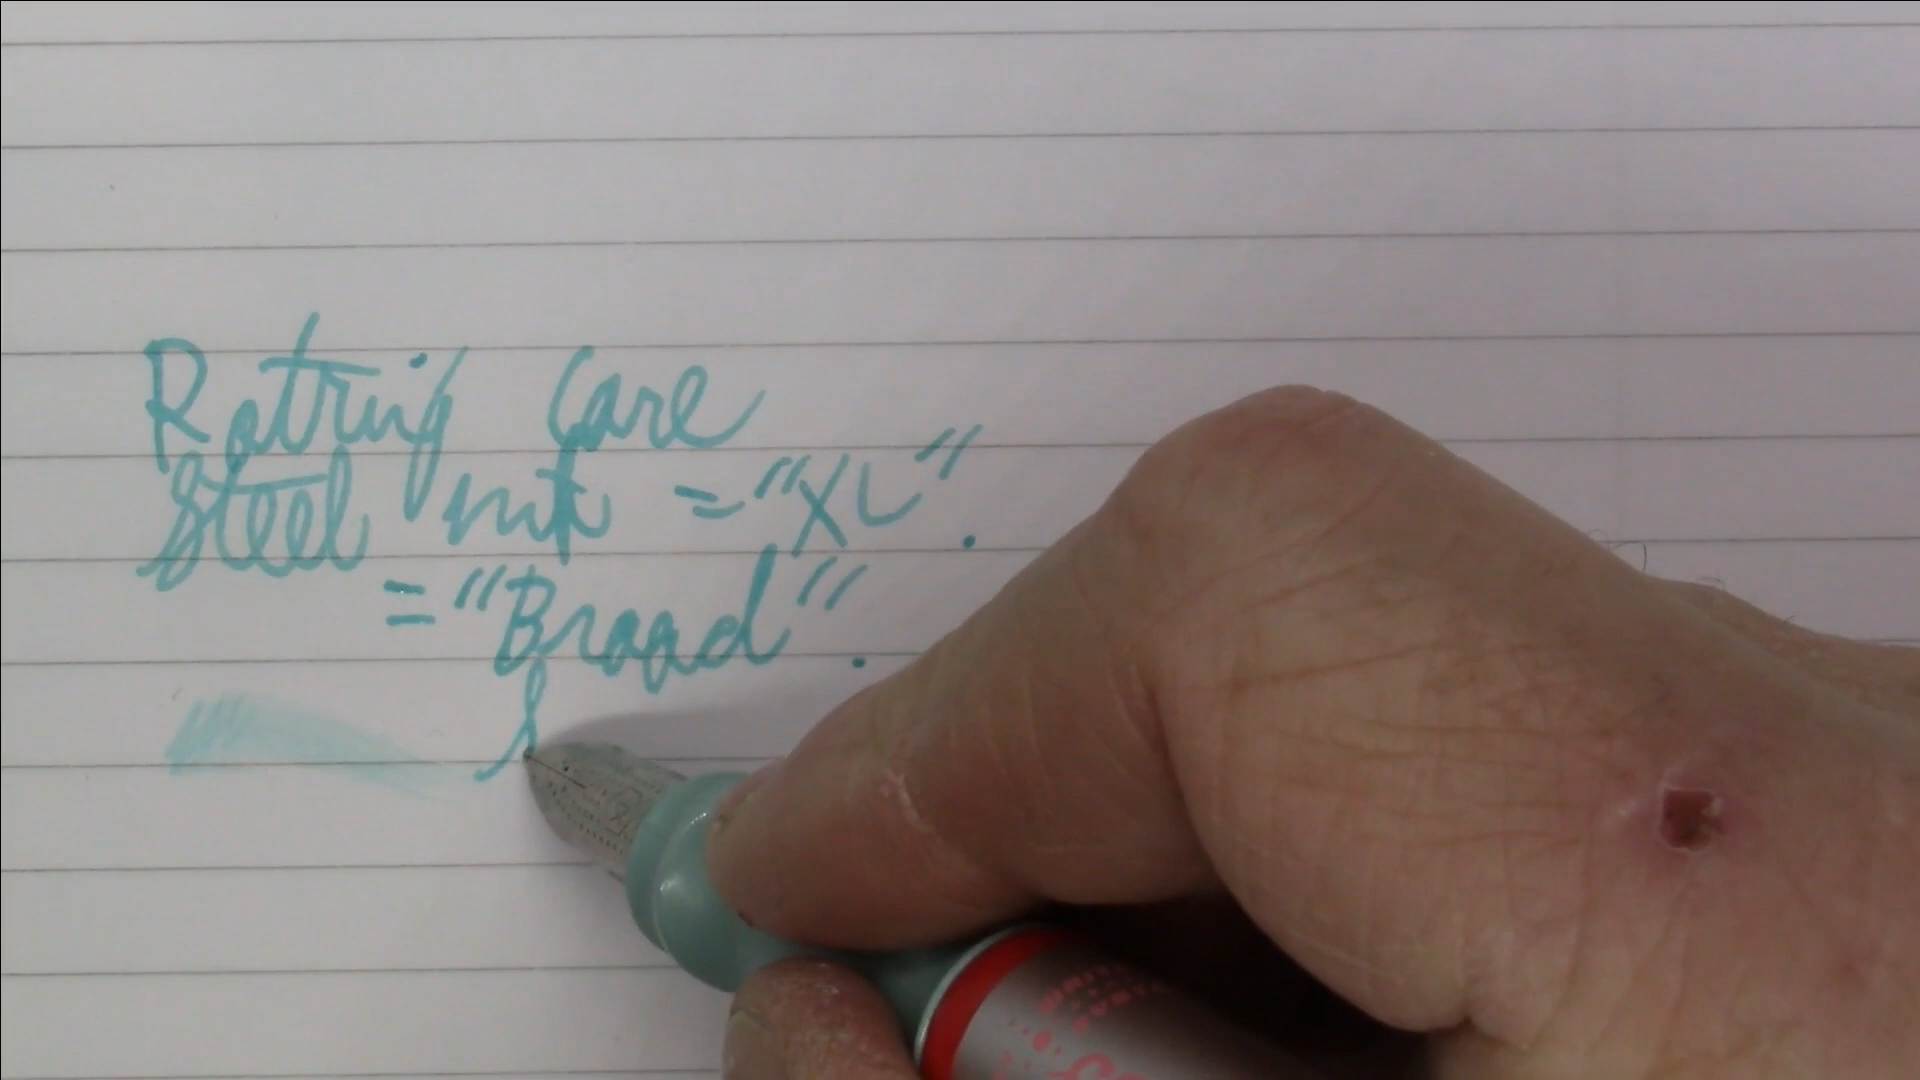 Rotring Core
Steel nib = "XL".
= "Broad".